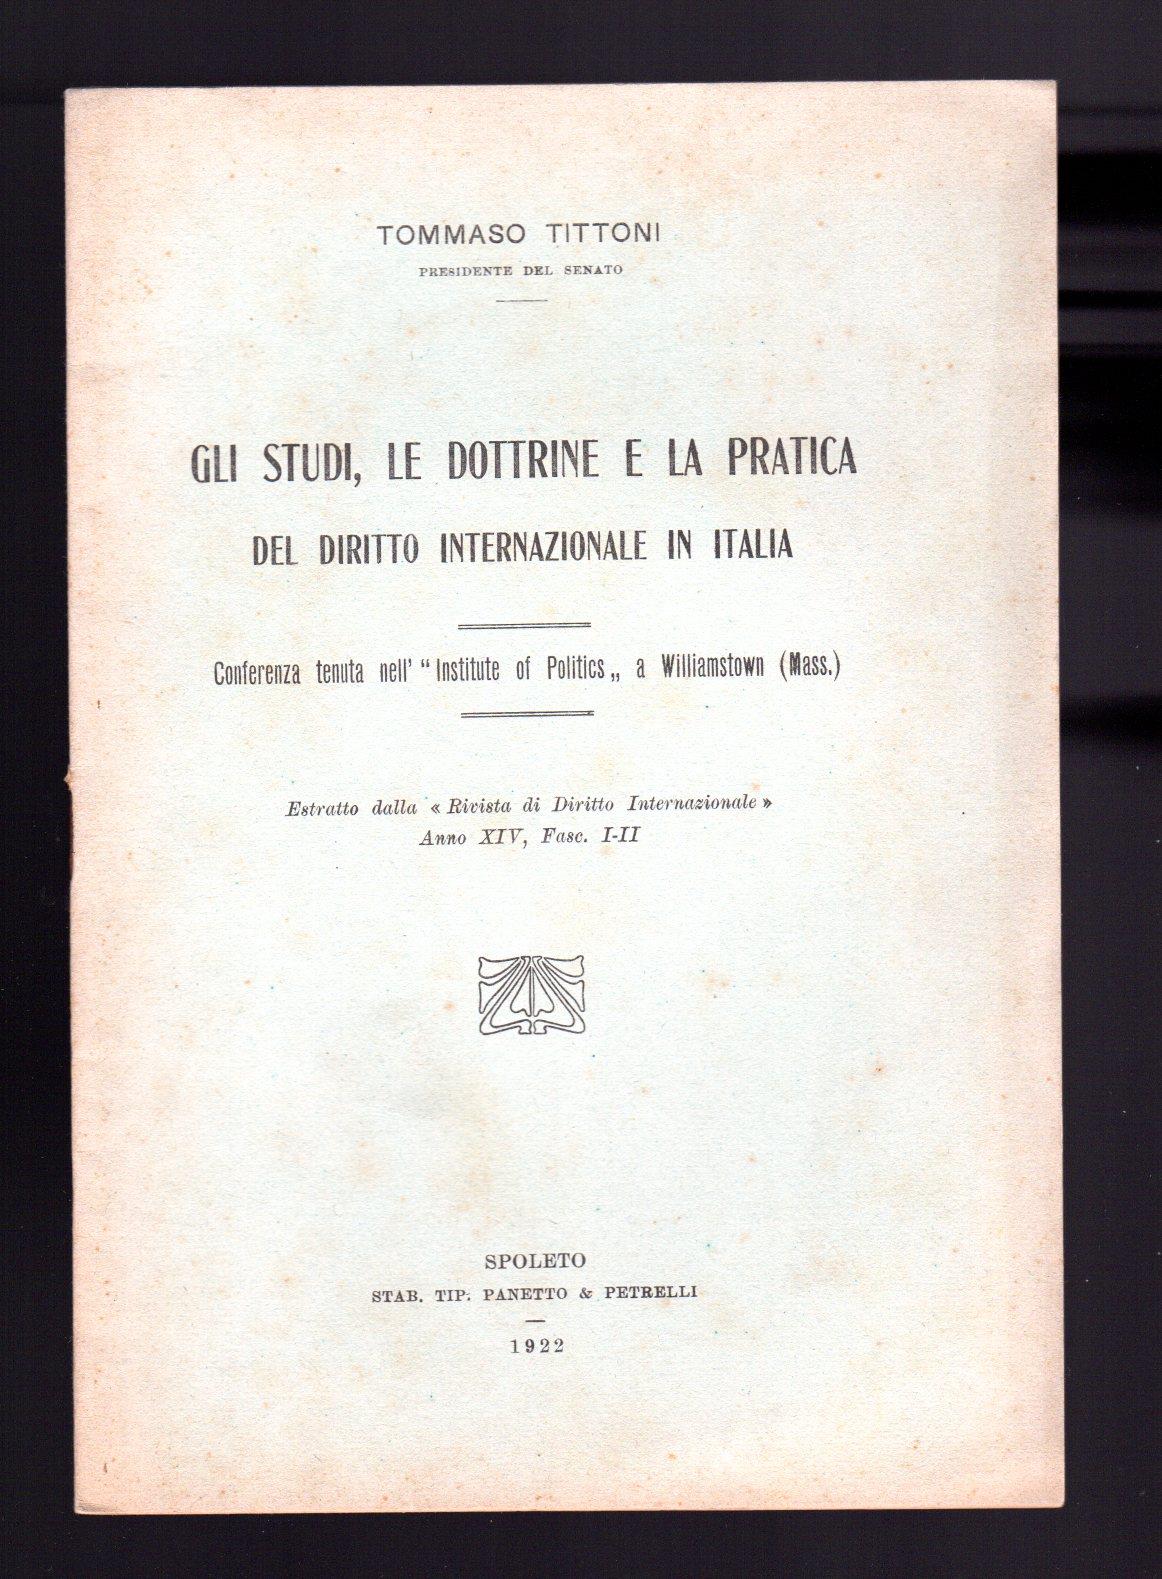 TOMMASO TITTONI
PRESIDENTE DEL SENATO
GLI STUDI, LE DOTTRINE E LA PRATICA
DEL DIRITTO INTERNAZIONALE IN ITALIA
Conferenza tenuta nell' “ Institute of Politics „ a Williamstown (Mass.)
Estratto dalla « Rivista di Diritto Internazionale »
Anno XIV, Fasc. I-II
SPOLETO
STAB. TIP. PANETTO & PETRELLI
1922